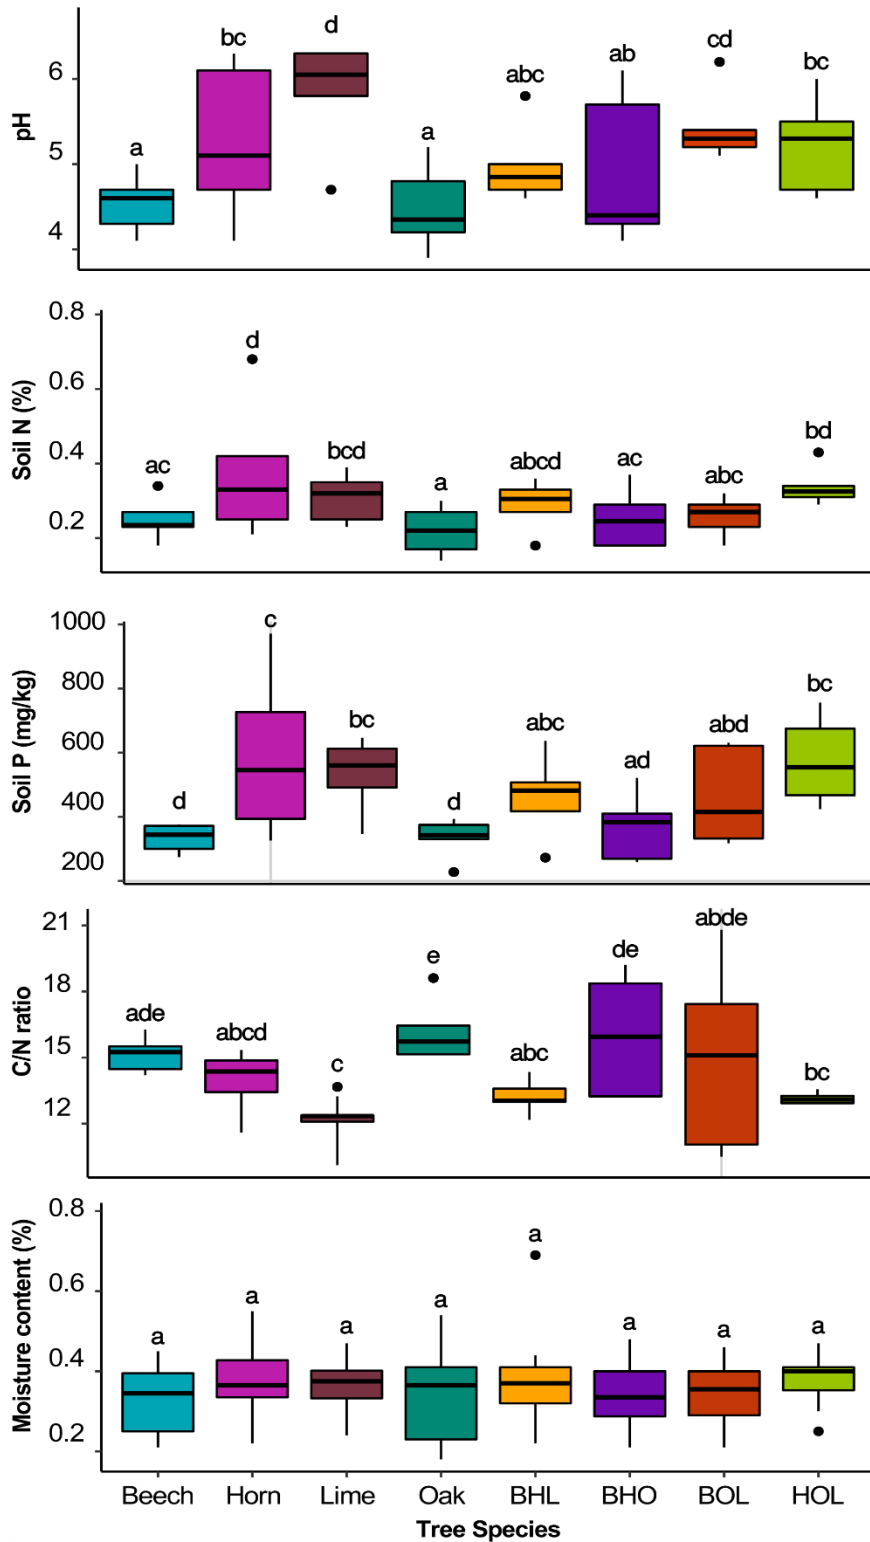 pH
6
5
4
a
bc
d
a
abc
ab
cd
bc
Soil N (%)
0.8
0.6
0.4
0.2
ac
d
bcd
a
abcd
ac
abc
bd
Soil P (mg/kg)
1000
800
600
400
200
d
c
bc
d
abc
ad
abd
bc
C/N ratio
21
18
15
12
ade
abcd
c
e
abc
de
abde
bc
Moisture content (%)
0.8
0.6
0.4
0.2
a
a
a
a
a
a
a
a
Beech Horn Lime Oak BHL BHO BOL HOL
Tree Species